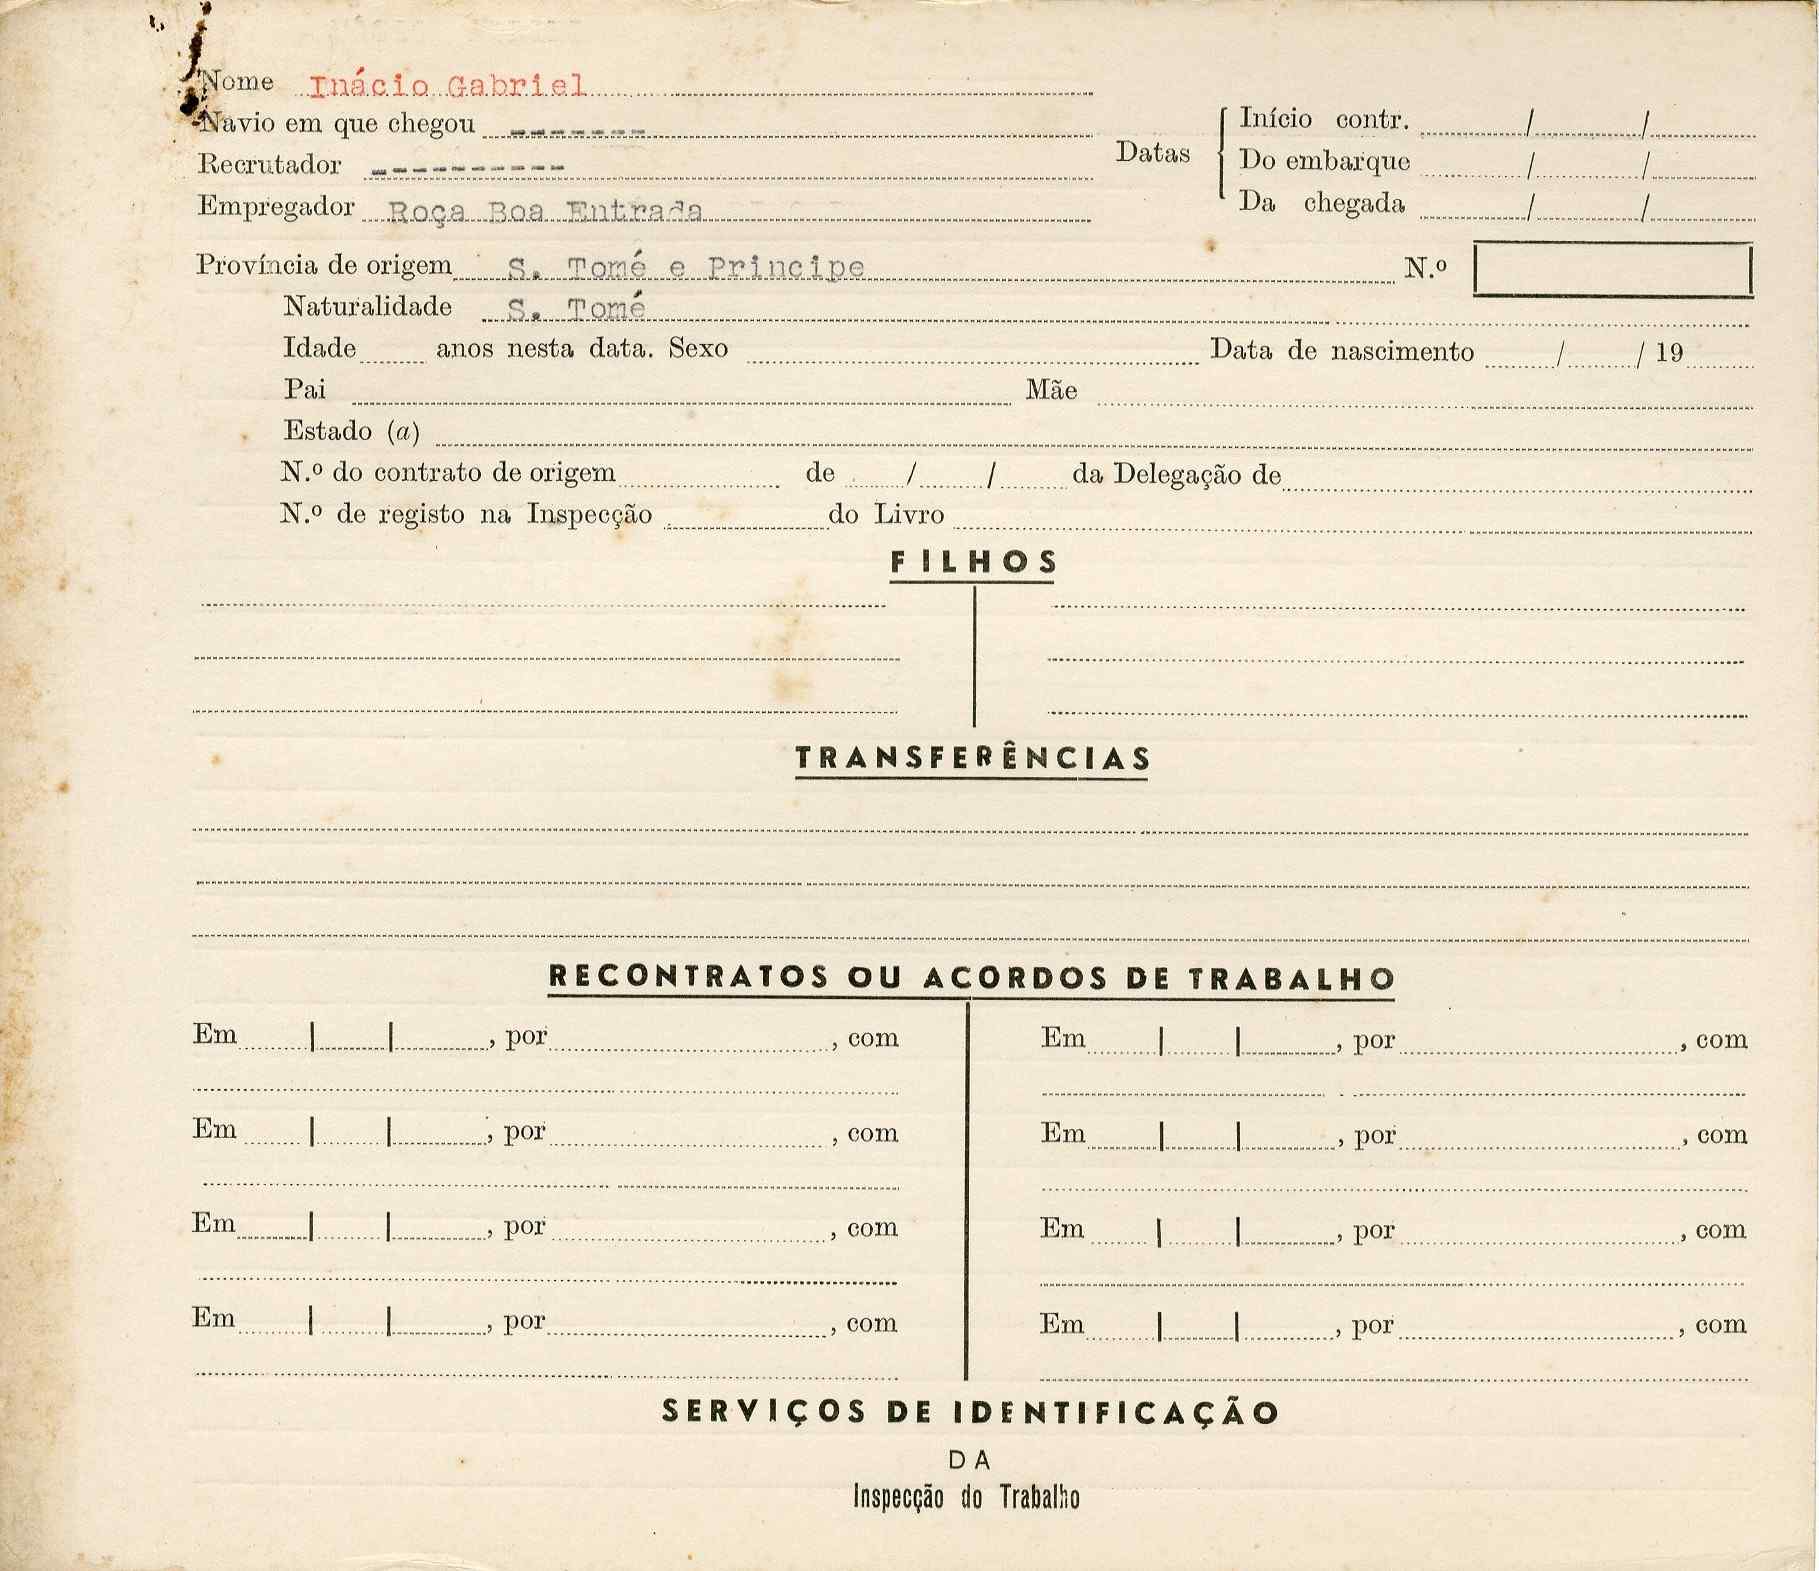 Nome Inácio Gabriel
Navio em que chegou -------
Recrutador ----------
Empregador Roça Boa Entrada
Datas
Início contr. / /
Do embarque / /
Da chegada / /
Província de origem S. Tomé e Principe N.º
Naturalidade S. Tomé
Idade anos nesta data. Sexo Data de nascimento / / 19
Pai Mãe
Estado (a)
N.º do contrato de origem de / / da Delegação de
N.º de registo na Inspecção do Livro
FILHOS
TRANSFERÊNCIAS
RECONTRATOS OU ACORDOS DE TRABALHO
Em | | , por , com
Em | | , por , com
Em | | , por , com
Em | | , por , com
Em | | , por , com
Em | | , por , com
Em | | , por , com
Em | | , por , com
SERVIÇOS DE IDENTIFICAÇÃO
DA
Inspecção do Trabalho